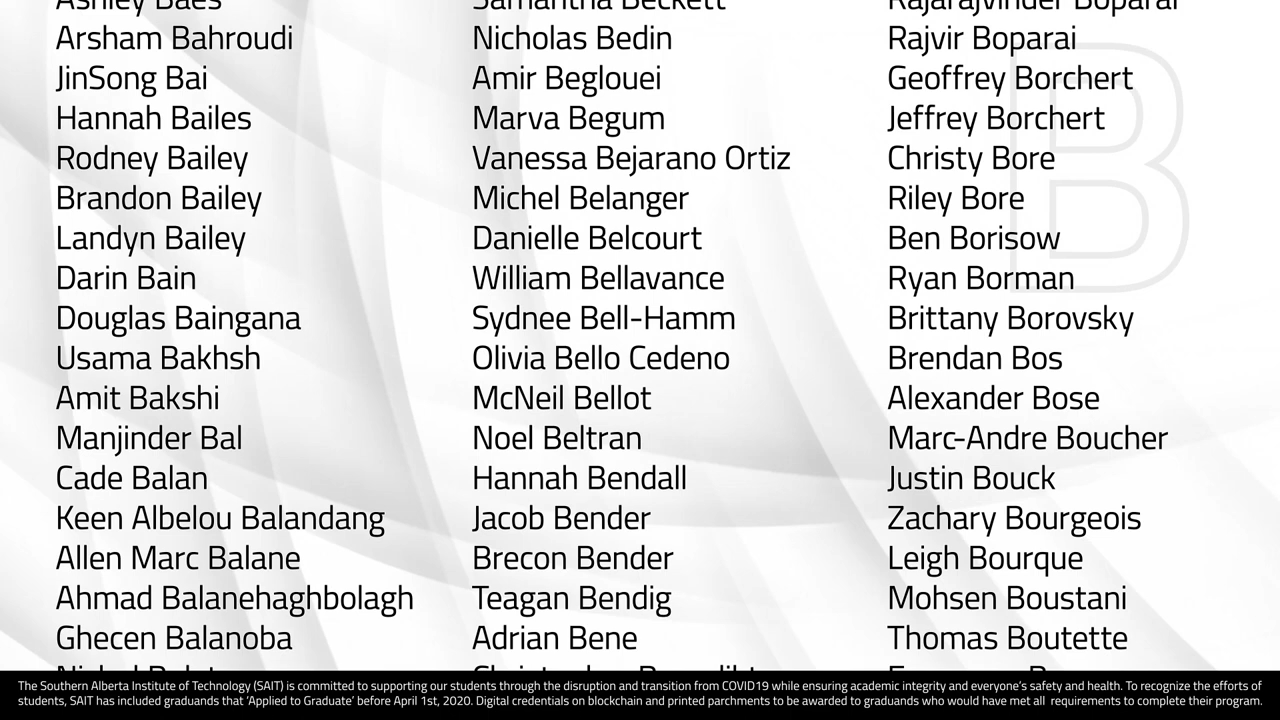 Ashley Baes
Arsham Bahroudi
JinSong Bai
Hannah Bailes
Rodney Bailey
Brandon Bailey
Landyn Bailey
Darin Bain
Douglas Baingana
Usama Bakhsh
Amit Bakshi
Manjinder Bal
Cade Balan
Keen Albelou Balandang
Allen Marc Balane
Ahmad Balanehaghbolagh
Ghecen Balanoba
Samantha Beckett
Nicholas Bedin
Amir Beglouei
Marva Begum
Vanessa Bejarano Ortiz
Michel Belanger
Danielle Belcourt
William Bellavance
Sydnee Bell-Hamm
Olivia Bello Cedeno
McNeil Bellot
Noel Beltran
Hannah Bendall
Jacob Bender
Brecon Bender
Teagan Bendig
Adrian Bene
Rajarajvinder Boparai
Rajvir Boparai
Geoffrey Borchert
Jeffrey Borchert
Christy Bore
Riley Bore
Ben Borisow
Ryan Borman
Brittany Borovsky
Brendan Bos
Alexander Bose
Marc-Andre Boucher
Justin Bouck
Zachary Bourgeois
Leigh Bourque
Mohsen Boustani
Thomas Boutette
B
The Southern Alberta Institute of Technology (SAIT) is committed to supporting our students through the disruption and transition from COVID19 while ensuring academic integrity and everyone's safety and health. To recognize the efforts of
students, SAIT has included graduands that 'Applied to Graduate' before April 1st, 2020. Digital credentials on blockchain and printed parchments to be awarded to graduands who would have met all requirements to complete their program.